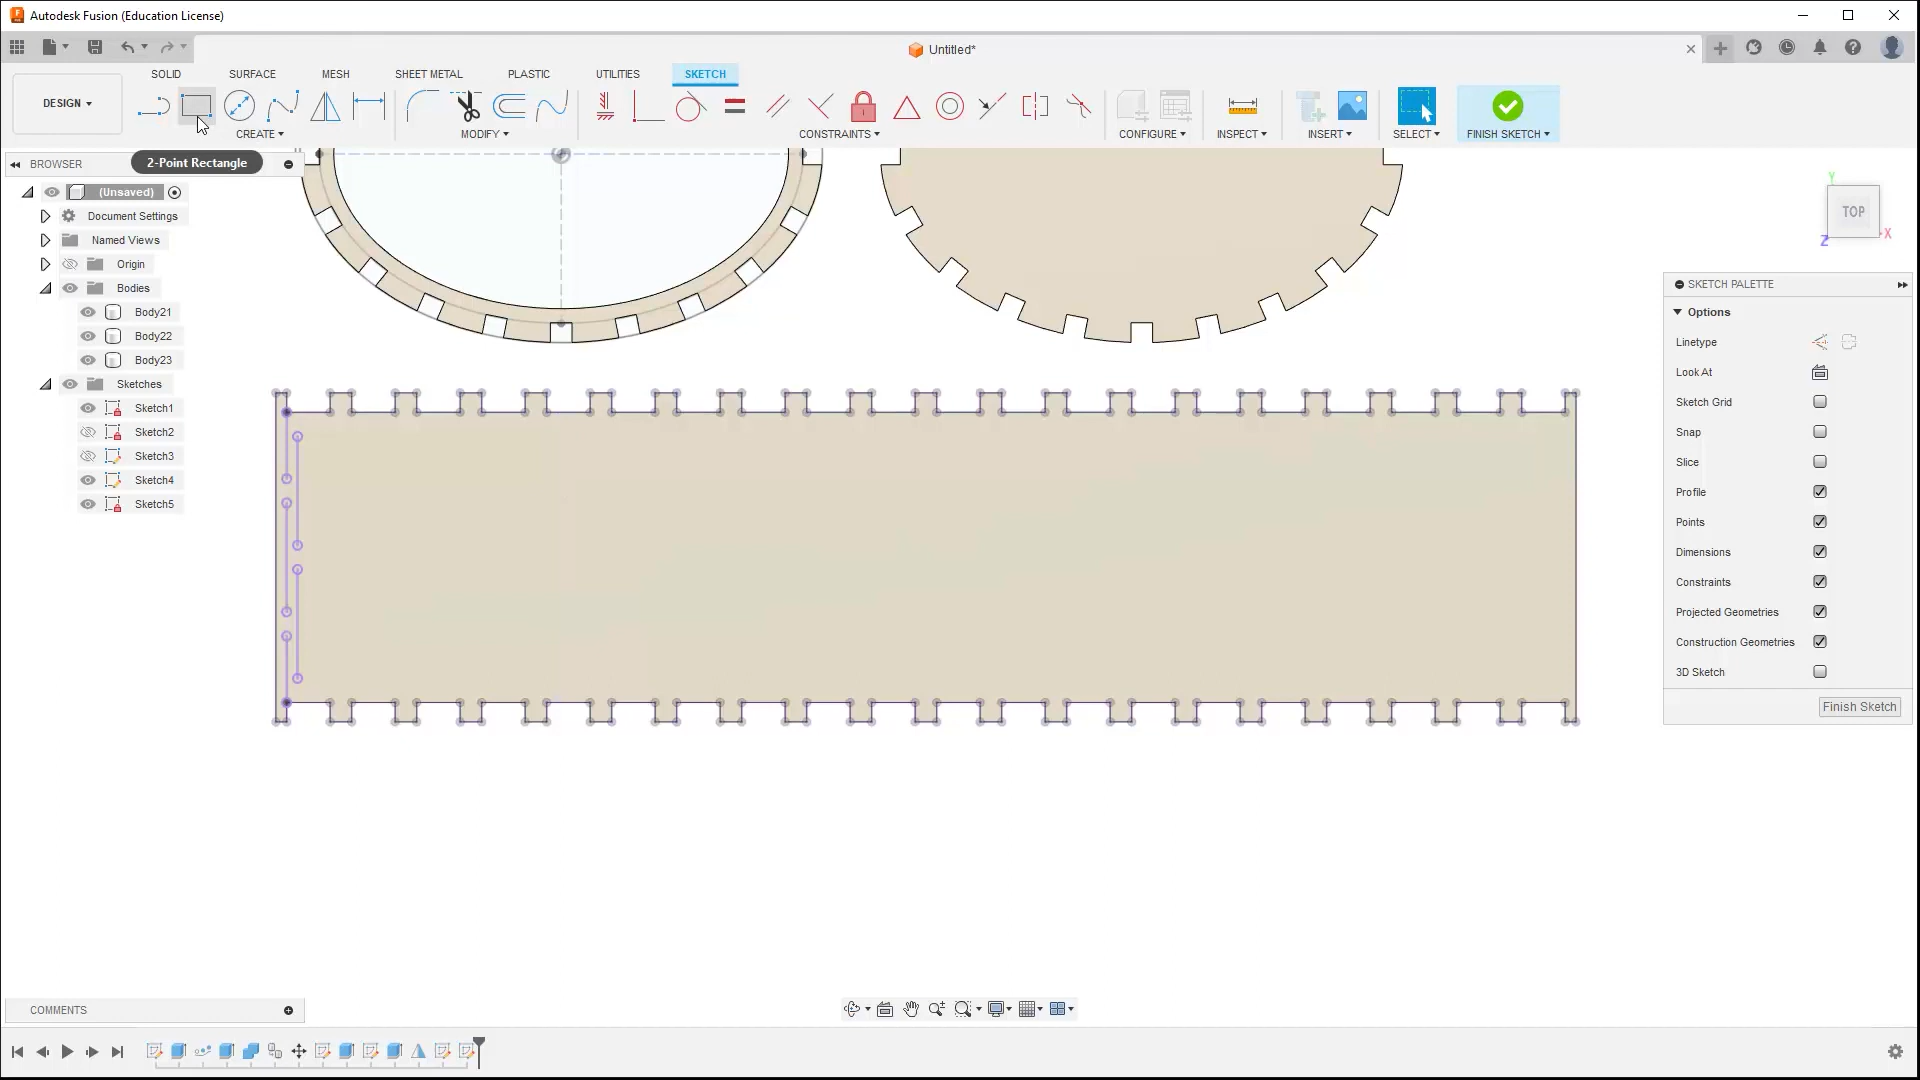 Autodesk Fusion (Education License)
Untitled*
SOLID SURFACE MESH SHEET METAL PLASTIC UTILITIES SKETCH
DESIGN
CREATE MODIFY CONSTRAINTS CONFIGURE INSPECT INSERT SELECT FINISH SKETCH
BROWSER
2-Point Rectangle
(Unsaved)
Document Settings
Named Views
Origin
Bodies
Body21
Body22
Body23
Sketches
Sketch1
Sketch2
Sketch3
Sketch4
Sketch5
Y
TOP
X
Z
SKETCH PALETTE
Options
Linetype
Look At
Sketch Grid
Snap
Slice
Profile
Points
Dimensions
Constraints
Projected Geometries
Construction Geometries
3D Sketch
Finish Sketch
COMMENTS